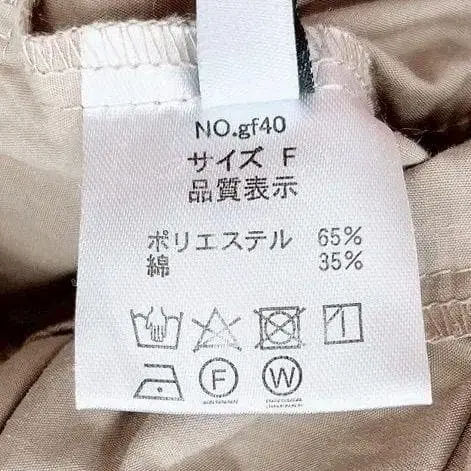 NO.gf40
サイズ F
品質表示
ポリエステル 65%
綿 35%
F W